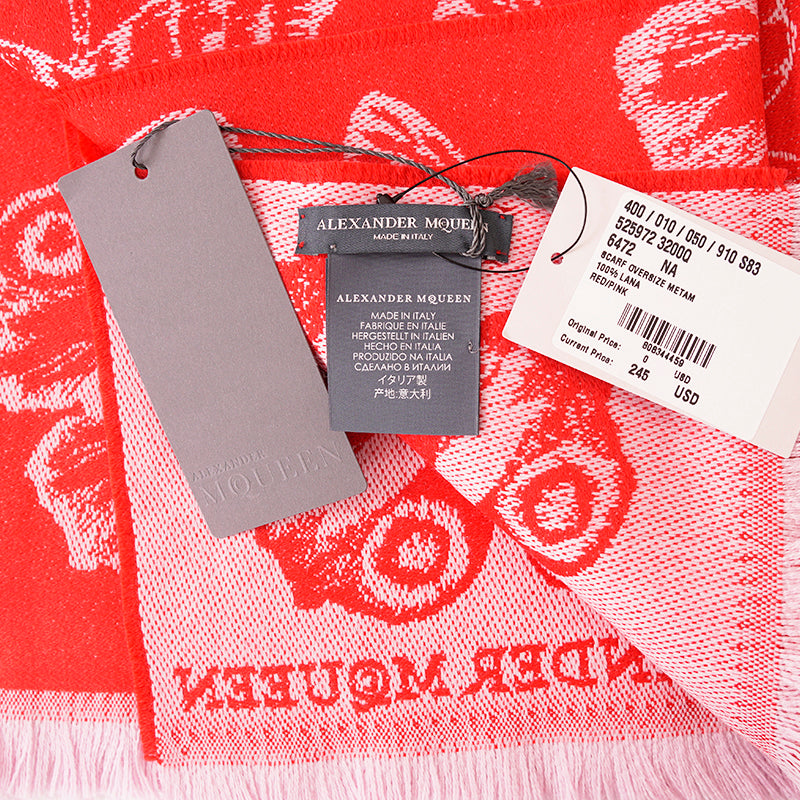 ALEXANDER MQUEEN
MADE IN ITALY
ALEXANDER MQUEEN
MADE IN ITALY
FABRIQUE EN ITALIE
HERGESTELLT IN ITALIEN
HECHO EN ITALIA
PRODUZIDO NA ITALIA
СДЕЛАНО В ИТАЛИИ
イタリア製
产地:意大利
ALEXANDER
MQUEEN
400 / 010 / 050 / 910 S83
525972 3200Q
6472 NA
SCARF OVERSIZE METAM
100% LANA
RED/PINK
808344459
Original Price: 0 USD
Current Price: 245 USD
NDER MQUEEN